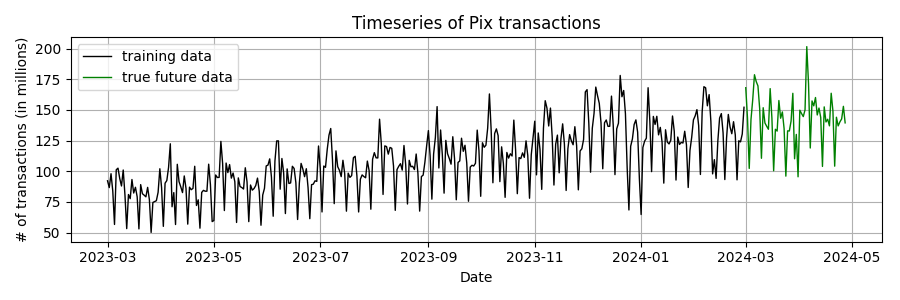 Timeseries of Pix transactions
# of transactions (in millions)
200
175
150
125
100
75
50
training data
true future data
2023-03 2023-05 2023-07 2023-09 2023-11 2024-01 2024-03 2024-05
Date